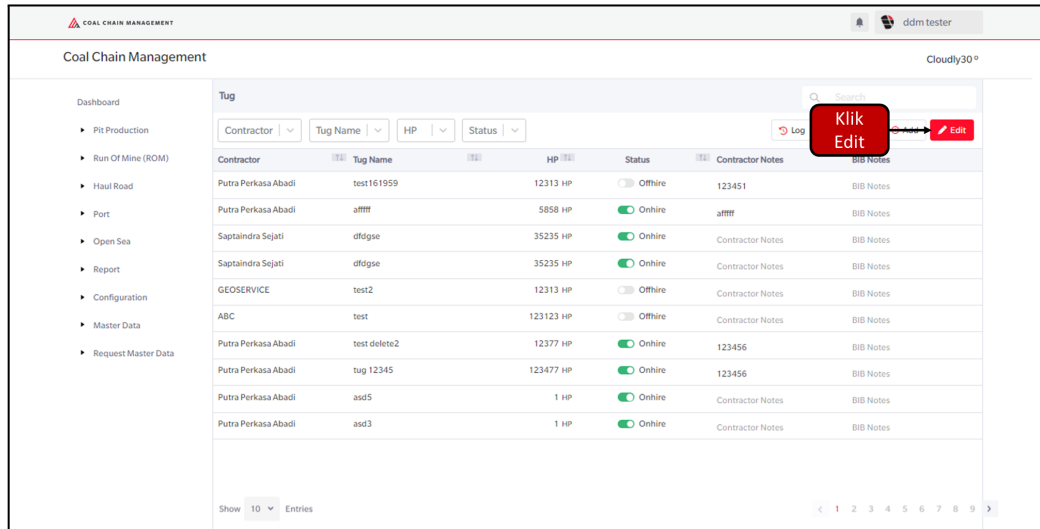 COAL CHAIN MANAGEMENT
ddm tester
Coal Chain Management
Cloudly30 °
Dashboard
Pit Production
Run Of Mine (ROM)
Haul Road
Port
Open Sea
Report
Configuration
Master Data
Request Master Data
Tug
Search
Contractor Tug Name HP Status
Log
Klik
Edit
Add
Edit
Contractor Tug Name HP Status Contractor Notes BIB Notes
Putra Perkasa Abadi test161959 12313 HP Offhire 123451 BIB Notes
Putra Perkasa Abadi afffff 5858 HP Onhire afffff BIB Notes
Saptaindra Sejati dfdgse 35235 HP Onhire Contractor Notes BIB Notes
Saptaindra Sejati dfdgse 35235 HP Onhire Contractor Notes BIB Notes
GEOSERVICE test2 12313 HP Offhire Contractor Notes BIB Notes
ABC test 123123 HP Offhire Contractor Notes BIB Notes
Putra Perkasa Abadi test delete2 12377 HP Onhire 123456 BIB Notes
Putra Perkasa Abadi tug 12345 123477 HP Onhire 123456 BIB Notes
Putra Perkasa Abadi asd5 1 HP Onhire Contractor Notes BIB Notes
Putra Perkasa Abadi asd3 1 HP Onhire Contractor Notes BIB Notes
Show 10 Entries
1 2 3 4 5 6 7 8 9